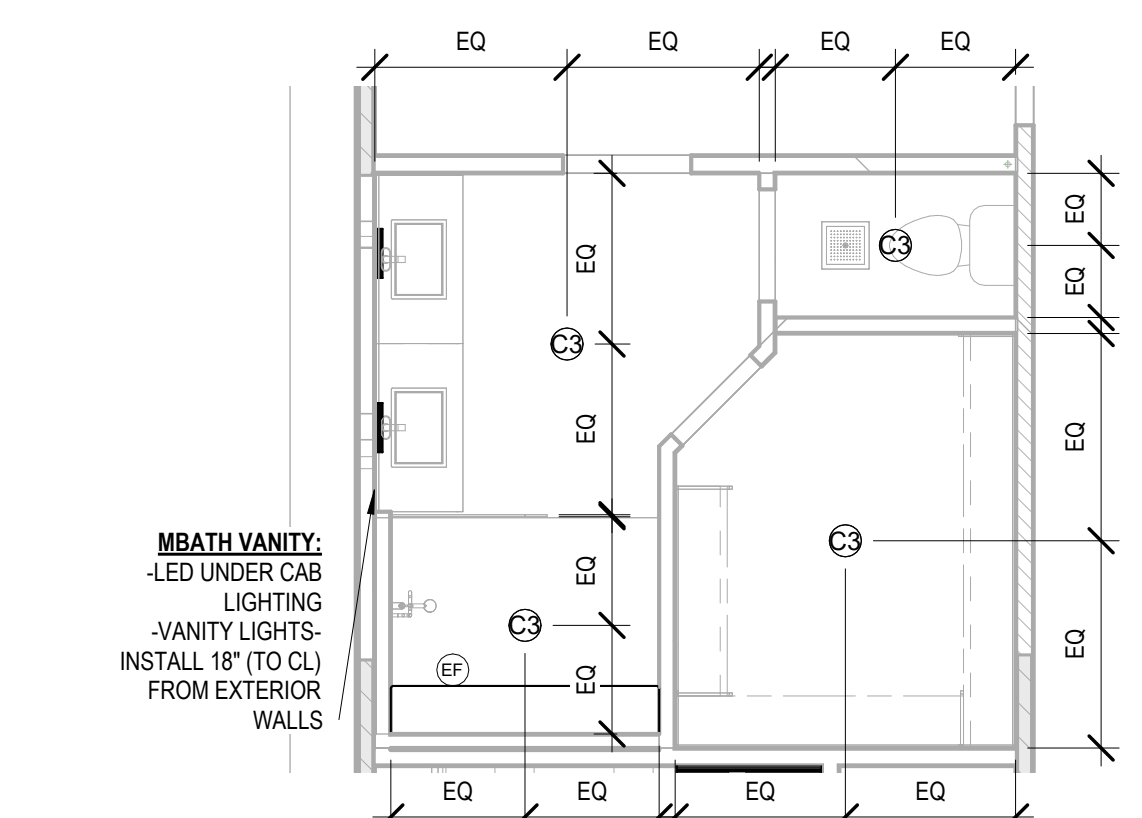 EQ EQ EQ EQ
EQ
C3
EQ
EQ
C3
EQ
EQ
EQ
C3
MBATH VANITY:
-LED UNDER CAB
LIGHTING
-VANITY LIGHTS-
INSTALL 18" (TO CL)
FROM EXTERIOR
WALLS
EQ
C3
EF
EQ
EQ
EQ EQ EQ EQ